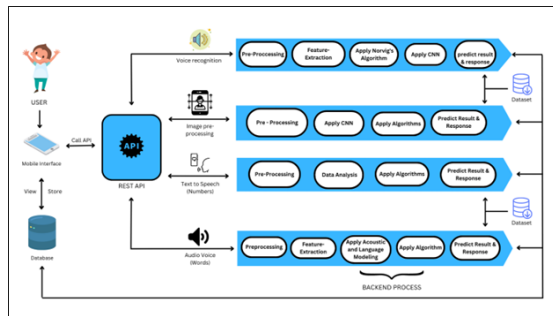 Voice recognition
Pre-Proccessing
Feature-
Extraction
Apply Norvig's
Algorithm
Apply CNN
predict result
& response
Dataset
USER
Call API
Mobile Interface
View
Store
Database
API
REST API
Image pre-
processing
Pre - Processing
Apply CNN
Apply Algorithms
Predict Result &
Response
Text to Speech
(Numbers)
Pre-Processing
Data Analysis
Apply Algorithms
Predict Result &
Response
Dataset
Audio Voice
(Words)
Preprocessing
Feature-
Extraction
Apply Acoustic
and Language
Modeling
Apply Algorithm
Predict Result &
Response
BACKEND PROCESS